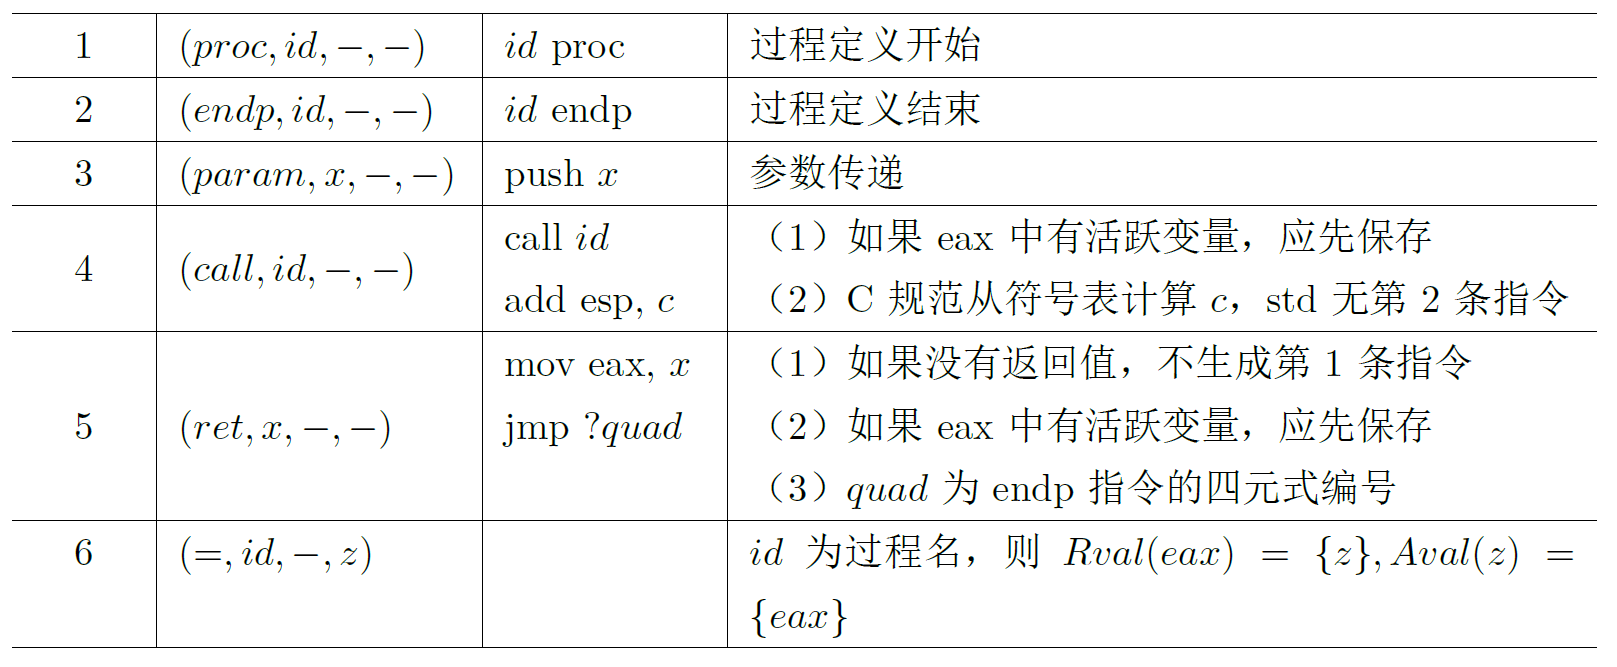 1 (proc, id, −, −) id proc 过程定义开始
2 (endp, id, −, −) id endp 过程定义结束
3 (param, x, −, −) push x 参数传递
4 (call, id, −, −) call id （1）如果 eax 中有活跃变量，应先保存
add esp, c （2）C 规范从符号表计算 c，std 无第 2 条指令
5 (ret, x, −, −) mov eax, x （1）如果没有返回值，不生成第 1 条指令
jmp ?quad （2）如果 eax 中有活跃变量，应先保存
（3）quad 为 endp 指令的四元式编号
6 (=, id, −, z) id 为过程名，则 Rval(eax) = {z}, Aval(z) =
{eax}